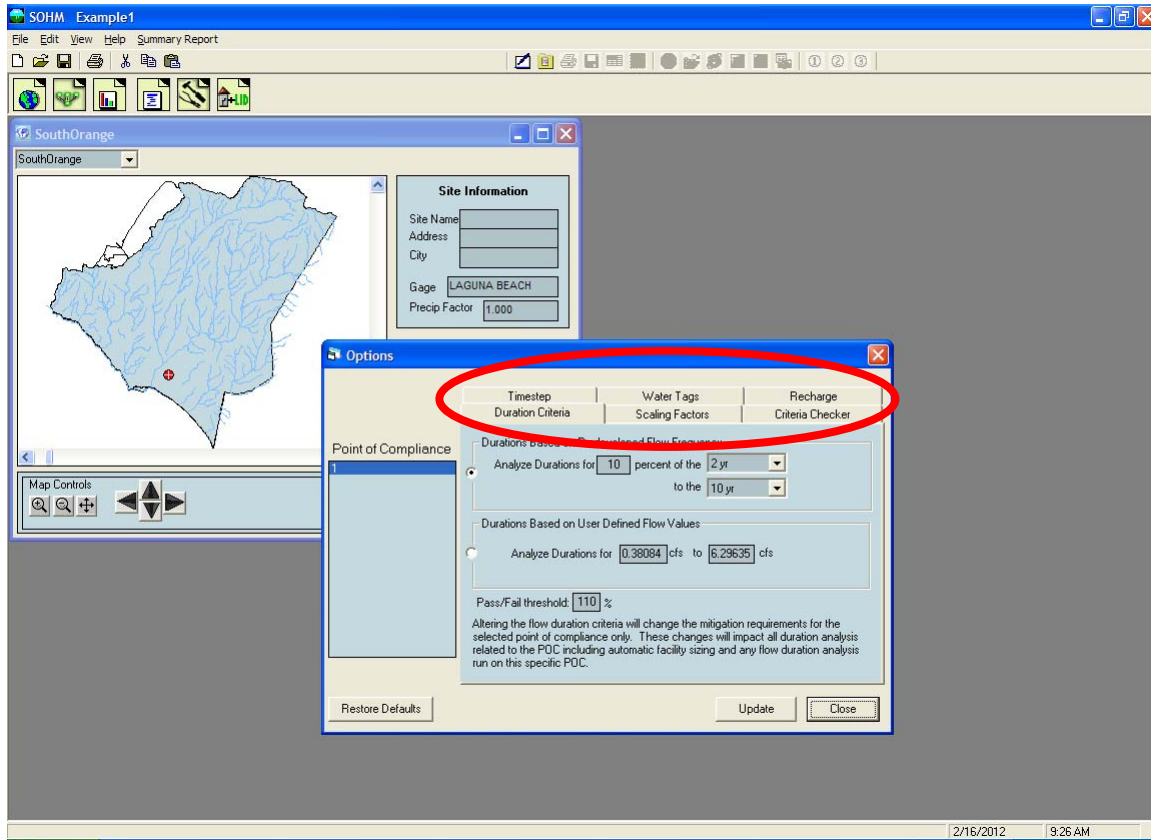 SOHM Example1
File Edit View Help Summary Report
SouthOrange
SouthOrange
Site Information
Site Name
Address
City
Gage LAGUNA BEACH
Precip Factor 1.000
Map Controls
Options
Timestep Water Tags Recharge
Duration Criteria Scaling Factors Criteria Checker
Point of Compliance
1
Durations Based on Predeveloped Flow Frequency
Analyze Durations for 10 percent of the 2 yr
to the 10 yr
Durations Based on User Defined Flow Values
Analyze Durations for 0.38084 cfs to 6.29635 cfs
Pass/Fail threshold: 110 %
Altering the flow duration criteria will change the mitigation requirements for the
selected point of compliance only. These changes will impact all duration analysis
related to the POC including automatic facility sizing and any flow duration analysis
run on this specific POC.
Restore Defaults Update Close
2/16/2012 9:26 AM